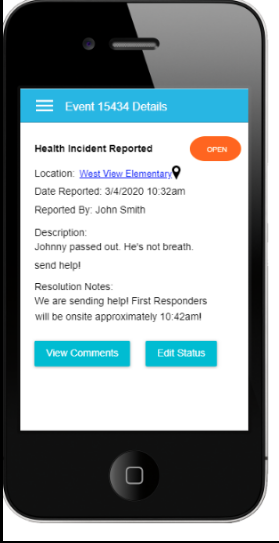 Event 15434 Details
Health Incident Reported
OPEN
Location: West View Elementary
Date Reported: 3/4/2020 10:32am
Reported By: John Smith
Description:
Johnny passed out. He's not breath.
send help!
Resolution Notes:
We are sending help! First Responders
will be onsite approximately 10:42am!
View Comments
Edit Status